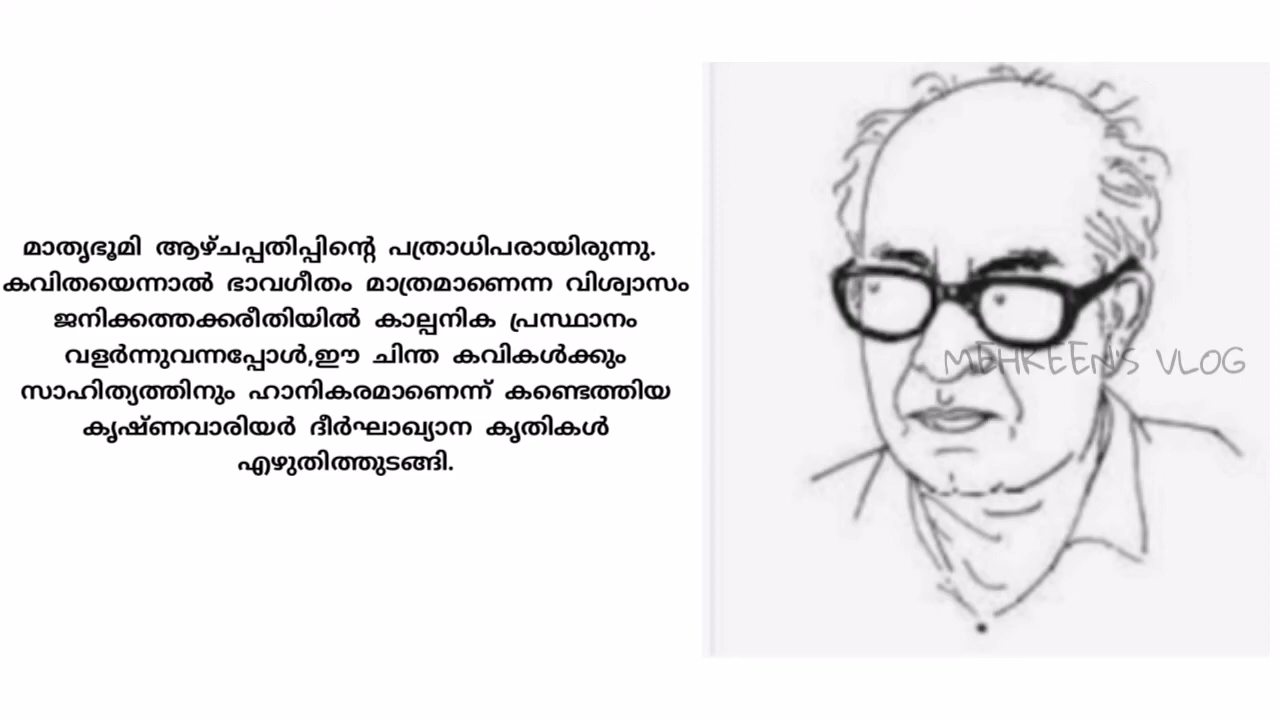 മാതൃഭൂമി ആഴ്ചപ്പതിപ്പിന്റെ പത്രാധിപരായിരുന്നു.
കവിതയെന്നാൽ ഭാവഗീതം മാത്രമാണെന്ന വിശ്വാസം
ജനിക്കത്തക്കരീതിയിൽ കാല്പനിക പ്രസ്ഥാനം
വളർന്നുവന്നപ്പോൾ,ഈ ചിന്ത കവികൾക്കും
സാഹിത്യത്തിനും ഹാനികരമാണെന്ന് കണ്ടെത്തിയ
കൃഷ്ണവാരിയർ ദീർഘാഖ്യാന കൃതികൾ
എഴുതിത്തുടങ്ങി.
MEHREEN'S VLOG